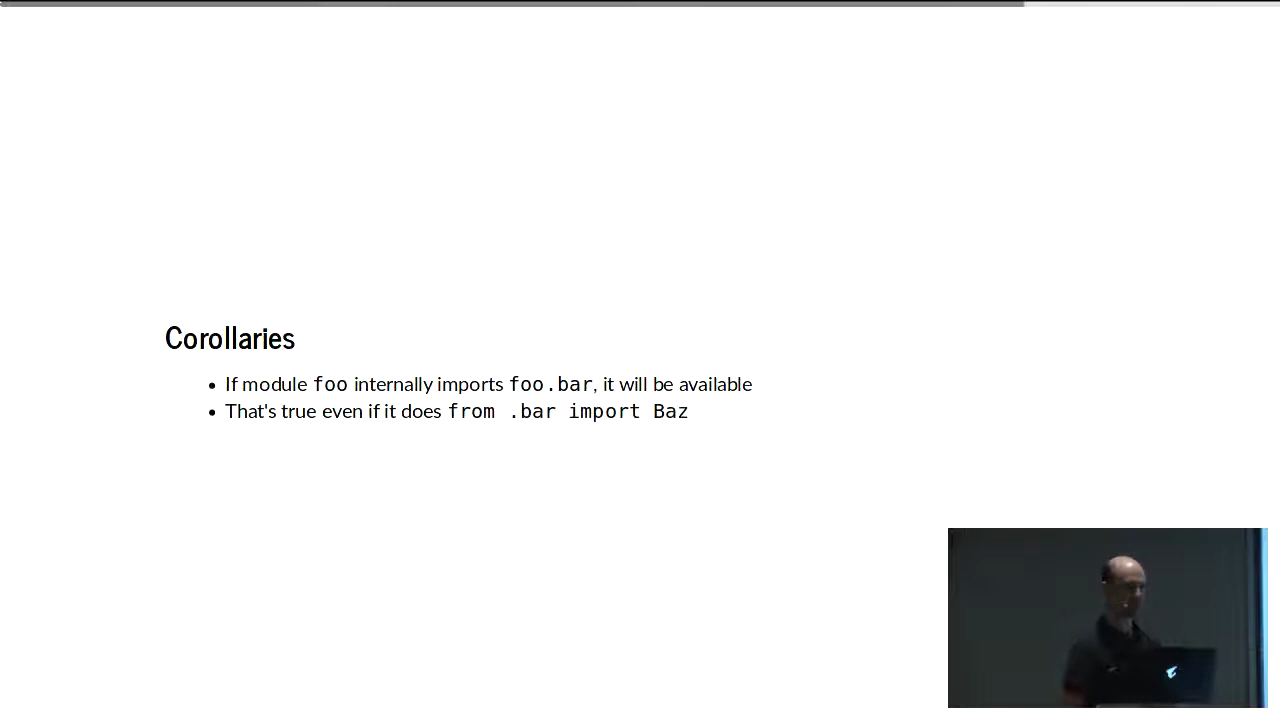 Corollaries
If module foo internally imports foo.bar, it will be available
That's true even if it does from .bar import Baz